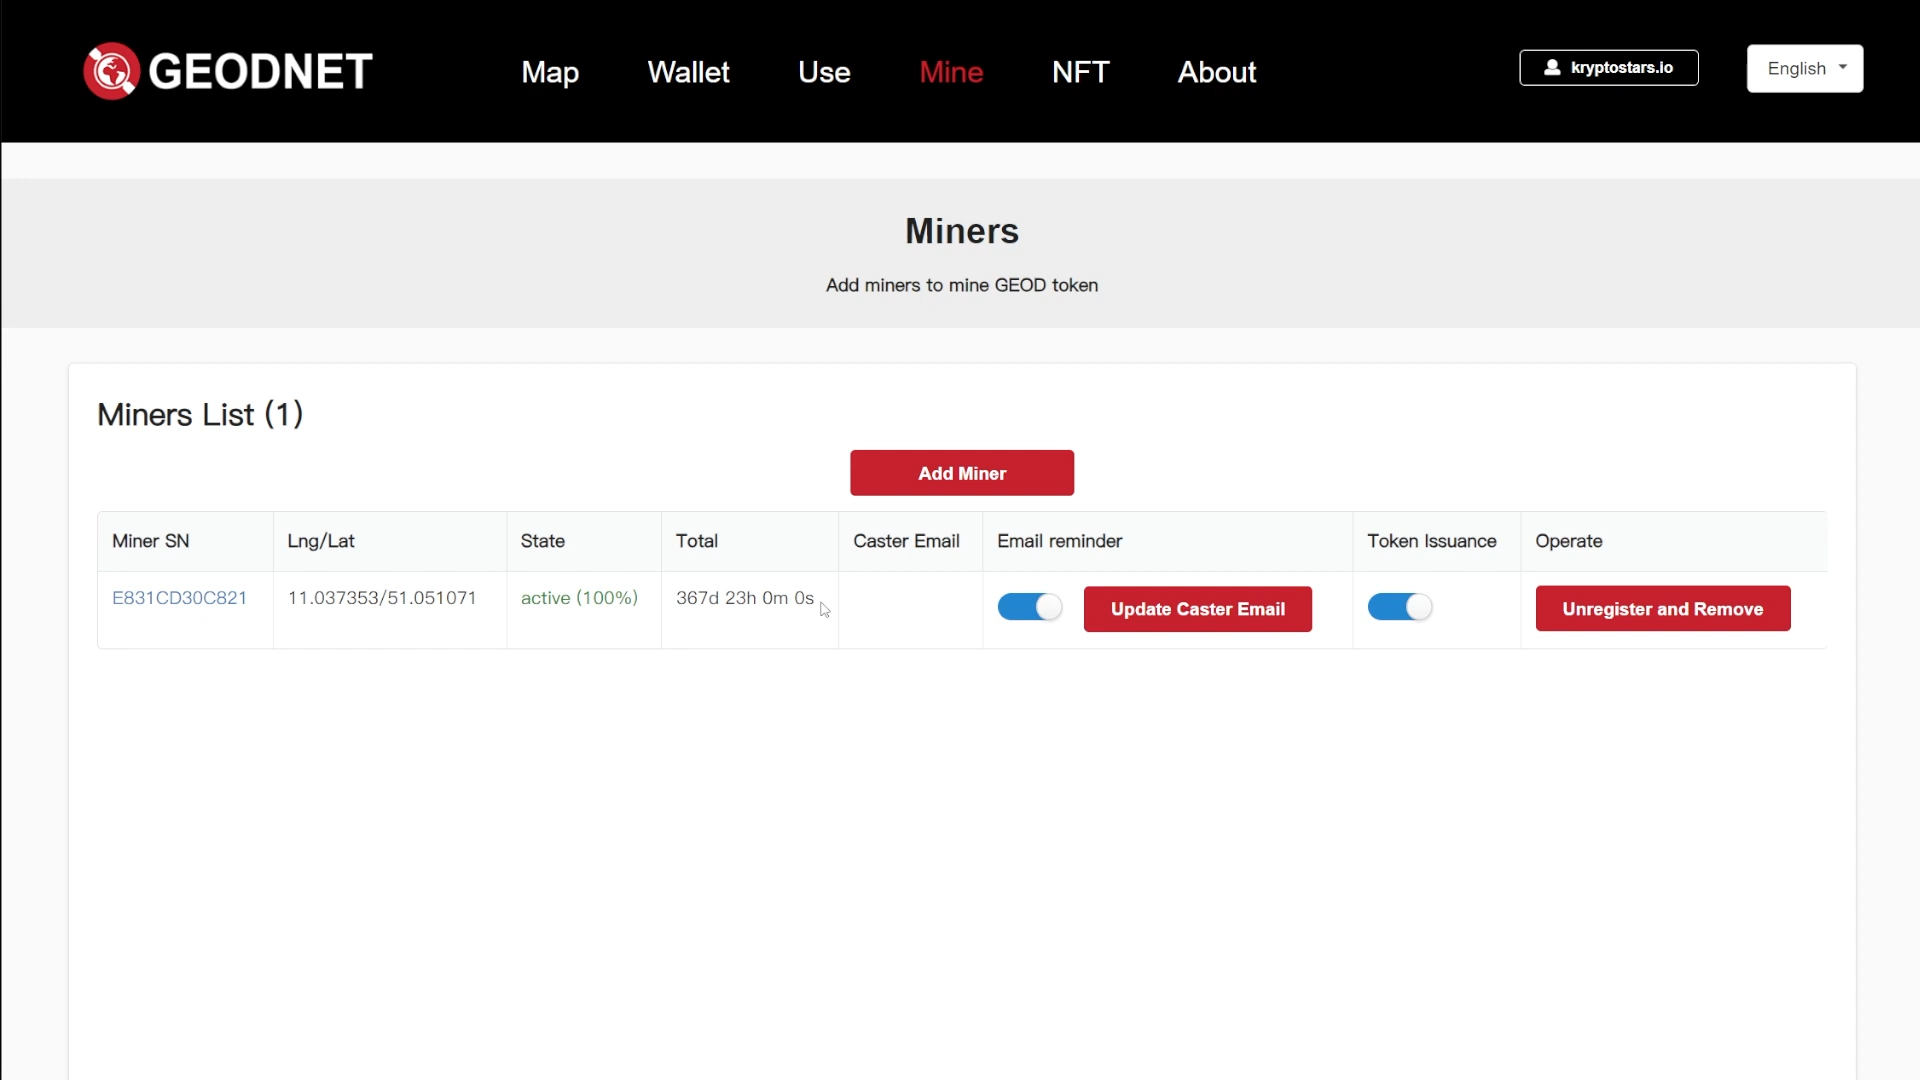 GEODNET
Map Wallet Use Mine NFT About
kryptostars.io
English
Miners
Add miners to mine GEOD token
Miners List (1)
Add Miner
Miner SN Lng/Lat State Total Caster Email Email reminder Token Issuance Operate
E831CD30C821 11.037353/51.051071 active (100%) 367d 23h 0m 0s Update Caster Email Unregister and Remove